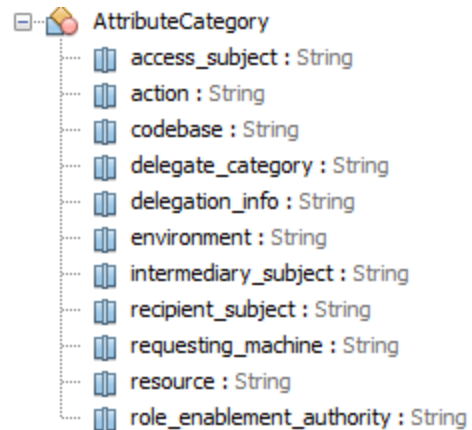 AttributeCategory
access_subject : String
action : String
codebase : String
delegate_category : String
delegation_info : String
environment : String
intermediary_subject : String
recipient_subject : String
requesting_machine : String
resource : String
role_enablement_authority : String